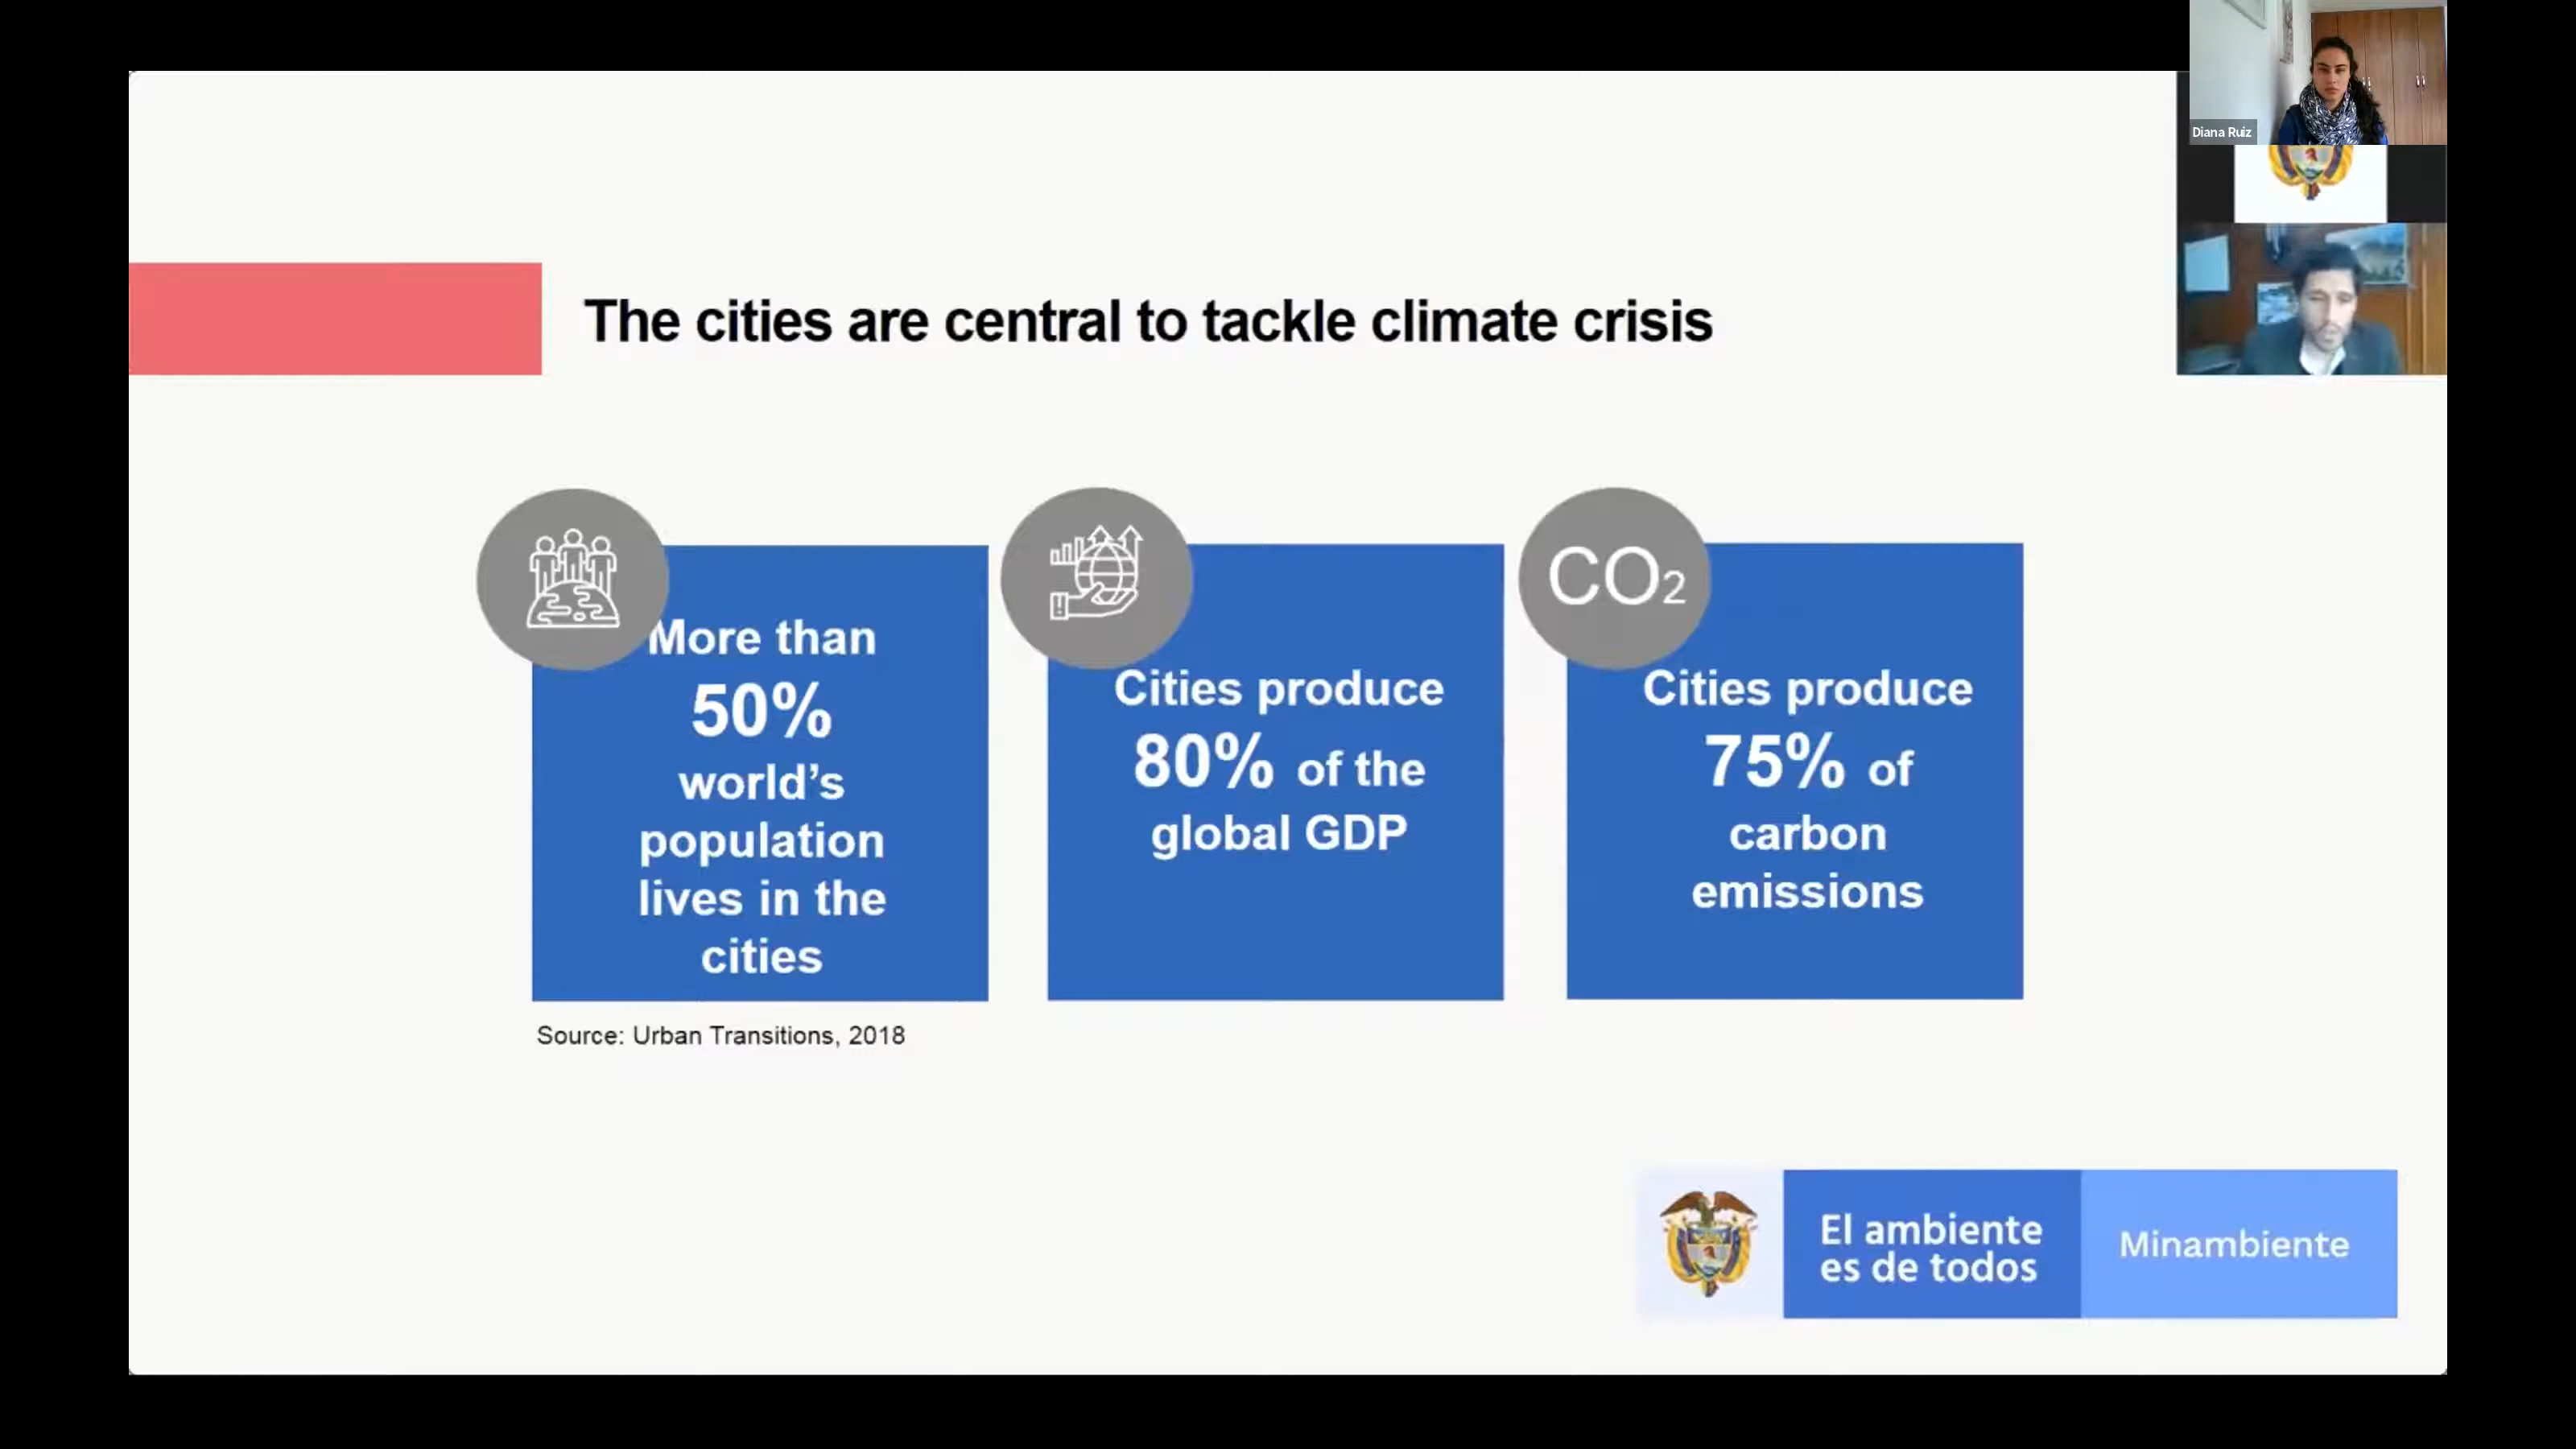 Diana Ruiz
The cities are central to tackle climate crisis
More than
50%
world's
population
lives in the
cities
Cities produce
80% of the
global GDP
CO2
Cities produce
75% of
carbon
emissions
Source: Urban Transitions, 2018
El ambiente
es de todos
Minambiente